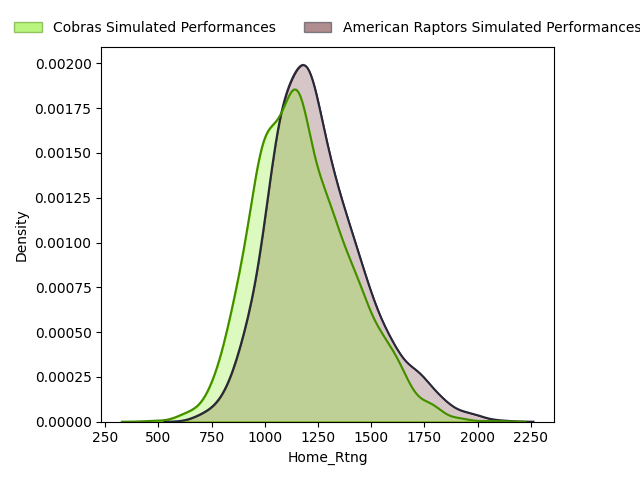 Cobras Simulated Performances
American Raptors Simulated Performances
0.00200
0.00175
0.00150
0.00125
0.00100
0.00075
0.00050
0.00025
0.00000
Density
250 500 750 1000 1250 1500 1750 2000 2250
Home_Rtng